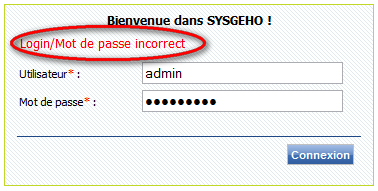 Bienvenue dans SYSGEHO !
Login/Mot de passe incorrect
Utilisateur* : admin
Mot de passe* : •••••••••
Connexion